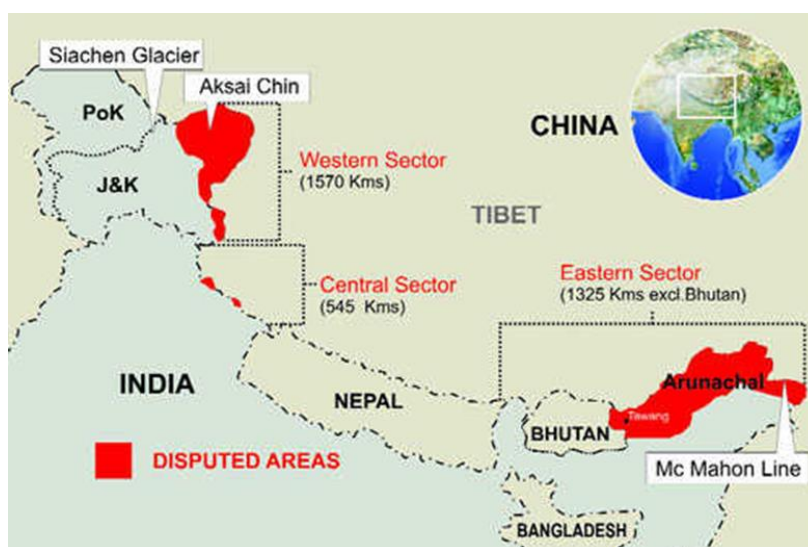 Siachen Glacier
Aksai Chin
PoK
CHINA
Western Sector
(1570 Kms)
J&K
TIBET
Eastern Sector
(1325 Kms excl.Bhutan)
Central Sector
(545 Kms)
INDIA
NEPAL
Arunachal
Tawang
BHUTAN
DISPUTED AREAS
Mc Mahon Line
BANGLADESH